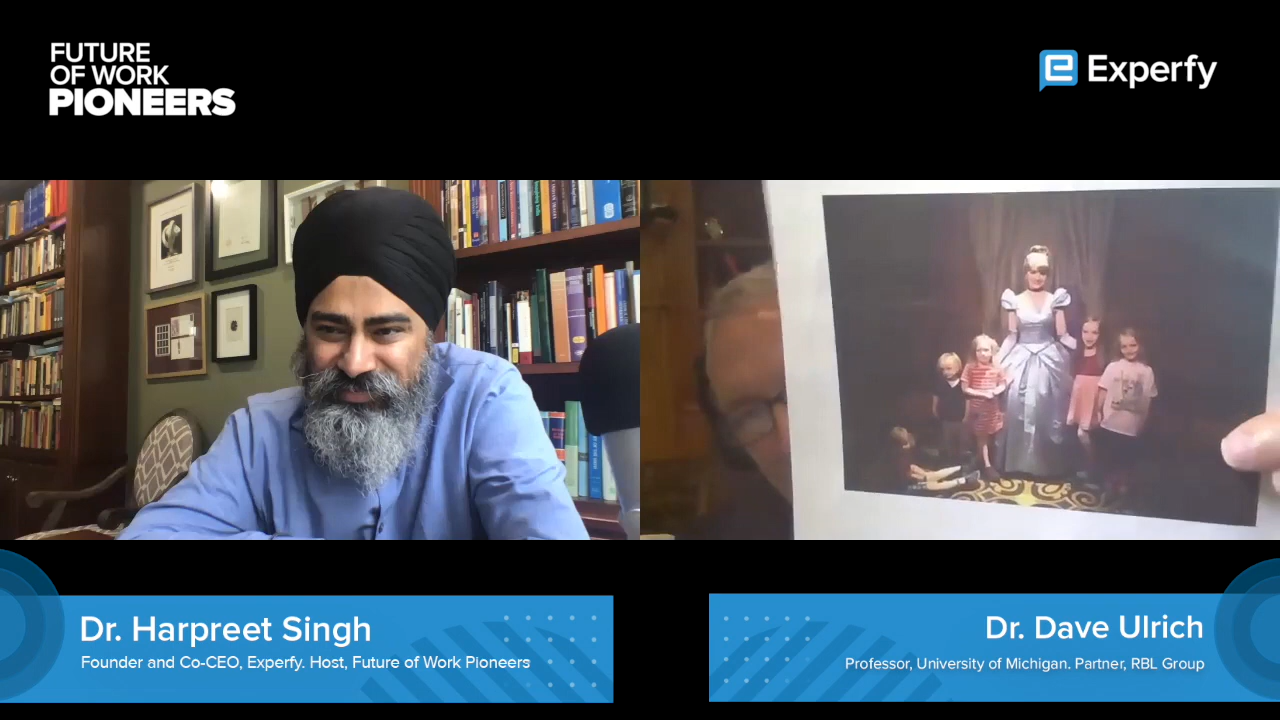 FUTURE
OF WORK
PIONEERS
Experfy
Dr. Harpreet Singh
Founder and Co-CEO, Experfy. Host, Future of Work Pioneers
Dr. Dave Ulrich
Professor, University of Michigan. Partner, RBL Group